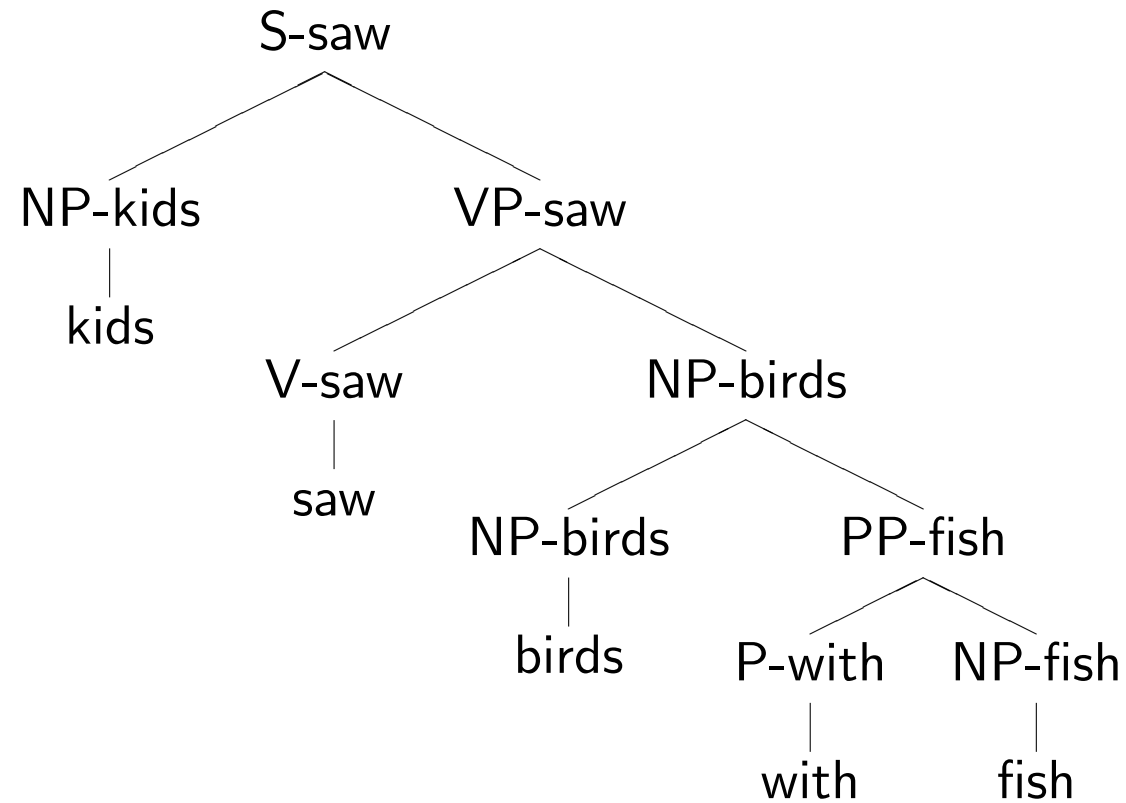 S-saw
NP-kids VP-saw
kids
V-saw NP-birds
saw
NP-birds PP-fish
birds
P-with NP-fish
with fish